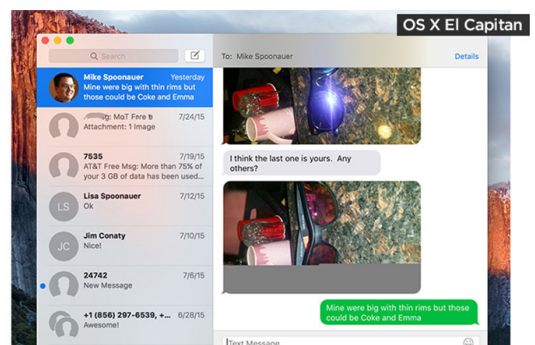 OS X El Capitan
Search
To: Mike Spoonauer
Details
Mike Spoonauer Yesterday
Mine were big with thin rims but
those could be Coke and Emma
7/24/15
Attachment: 1 Image
7535 7/19/15
AT&T Free Msg: More than 75% of
your 3 GB of data has been used...
LS
Lisa Spoonauer 7/12/15
Ok
JC
Jim Conaty 7/10/15
Nice!
24742 7/6/15
New Message
+1 (856) 297-6539, +... 6/28/15
Awesome!
I think the last one is yours. Any
others?
Mine were big with thin rims but those
could be Coke and Emma
Text Message